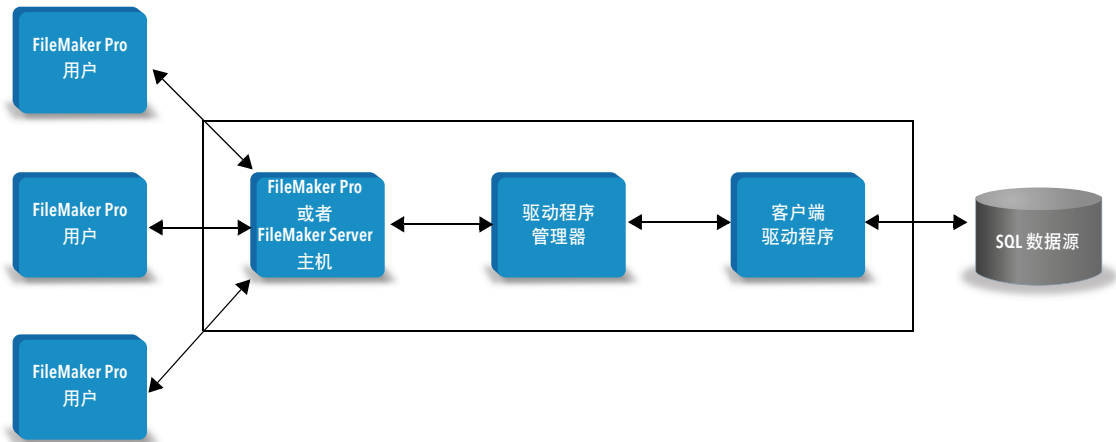 FileMaker Pro
用户
FileMaker Pro
用户
FileMaker Pro
或者
FileMaker Server
主机
驱动程序
管理器
客户端
驱动程序
SQL 数据源
FileMaker Pro
用户